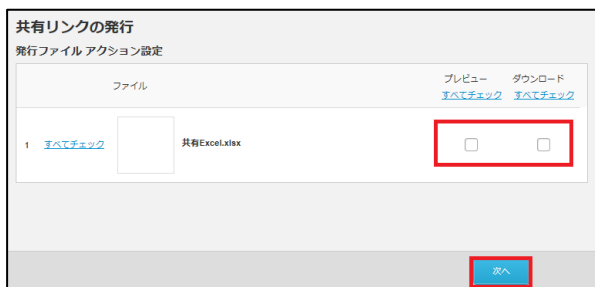 共有リンクの発行
発行ファイル アクション設定
ファイル プレビュー ダウンロード
すべてチェック すべてチェック
1 すべてチェック 共有Excel.xlsx
次へ